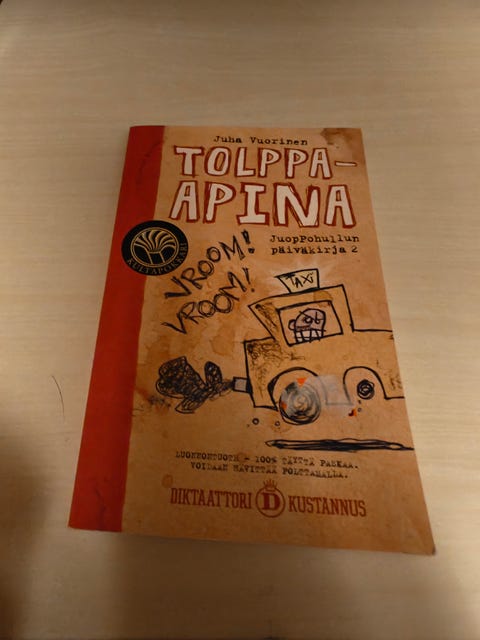 Juha Vuorinen
TOLPPA-
APINA
JuopPohullun
päiväkirja 2
KULTAPOKKARI
VROOM!
VROOM!
TAXI
LUONNONTUOTE - 100% TÄYTTÄ PASKAA.
VOIDAAN HÄVITTÄÄ POLTTAMALLA.
DIKTAATTORI D KUSTANNUS